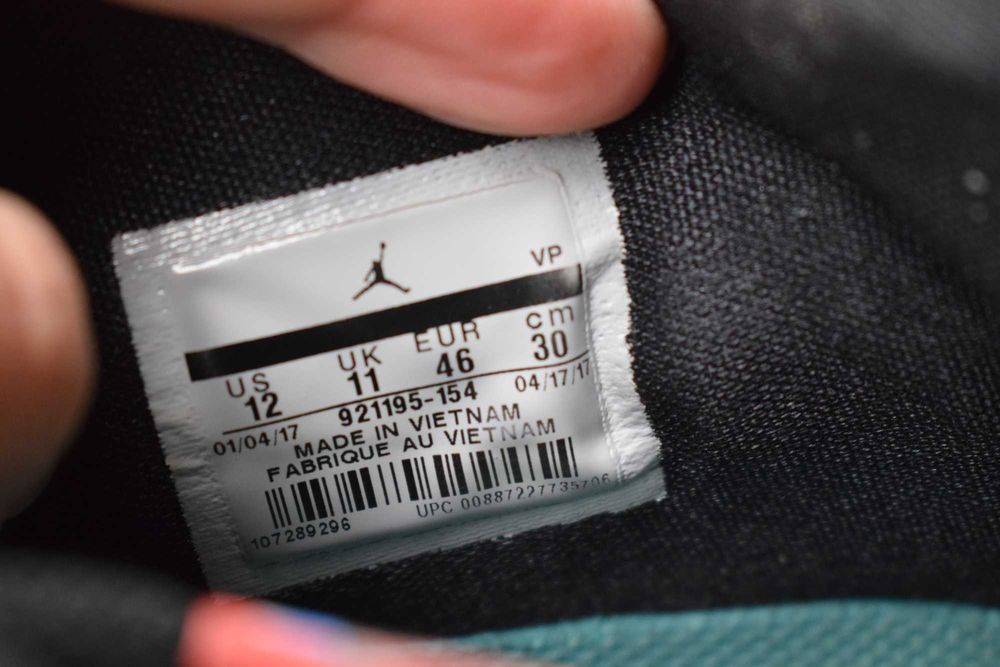 VP
US UK EUR cm
12 11 46 30
921195-154
01/04/17 04/17/17
MADE IN VIETNAM
FABRIQUE AU VIETNAM
107289296 UPC 00887227735706